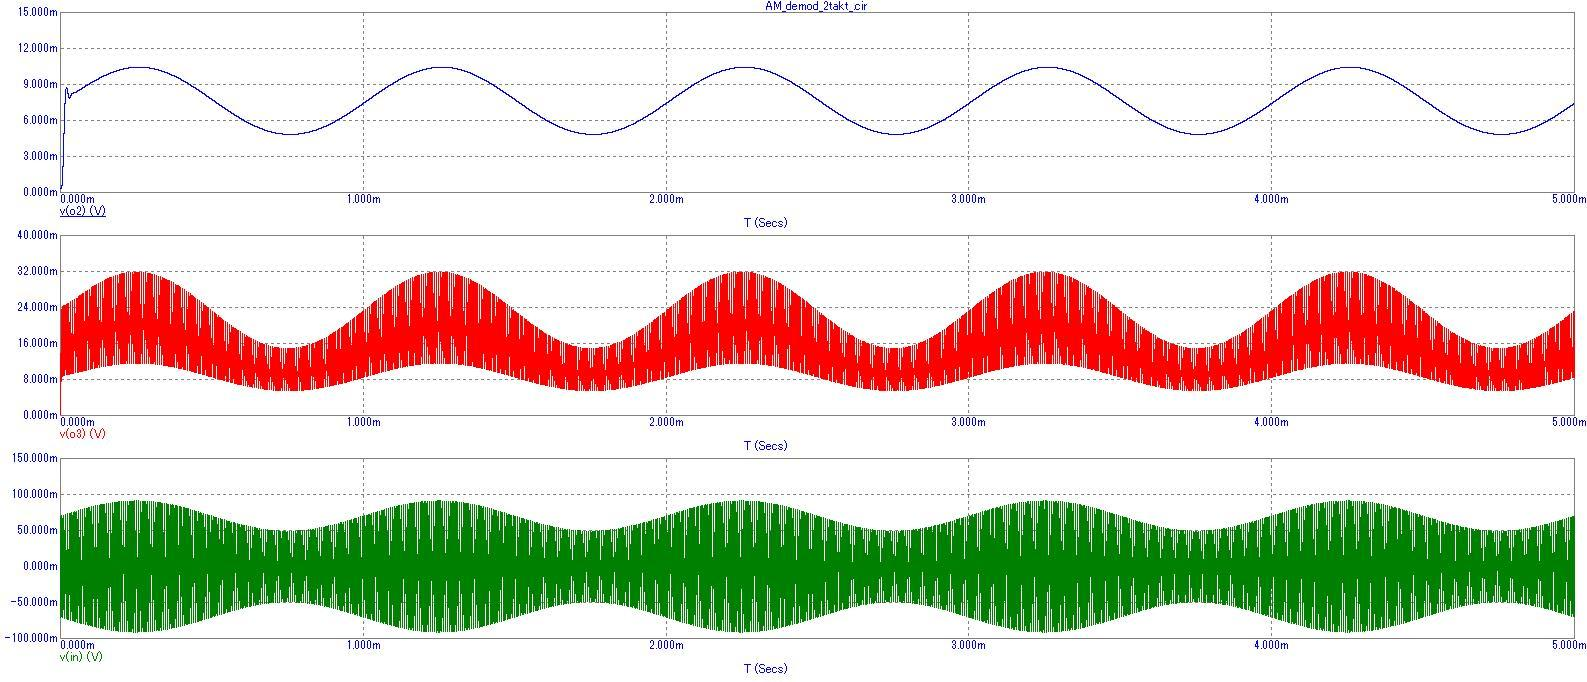 AM_demod_2takt_.cir
15.000m
12.000m
9.000m
6.000m
3.000m
0.000m
0.000m 1.000m 2.000m 3.000m 4.000m 5.000m
v(o2) (V)
T (Secs)
40.000m
32.000m
24.000m
16.000m
8.000m
0.000m
0.000m 1.000m 2.000m 3.000m 4.000m 5.000m
v(o3) (V)
T (Secs)
150.000m
100.000m
50.000m
0.000m
-50.000m
-100.000m
0.000m 1.000m 2.000m 3.000m 4.000m 5.000m
v(in) (V)
T (Secs)